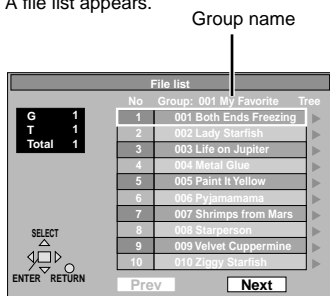 A file list appears.
Group name
File list
No Group: 001 My Favorite Tree
G 1
T 1
Total 1
1 001 Both Ends Freezing
2 002 Lady Starfish
3 003 Life on Jupiter
4 004 Metal Glue
5 005 Paint It Yellow
6 006 Pyjamamama
7 007 Shrimps from Mars
8 008 Starperson
9 009 Velvet Cuppermine
10 010 Ziggy Starfish
SELECT
ENTER RETURN
Prev Next